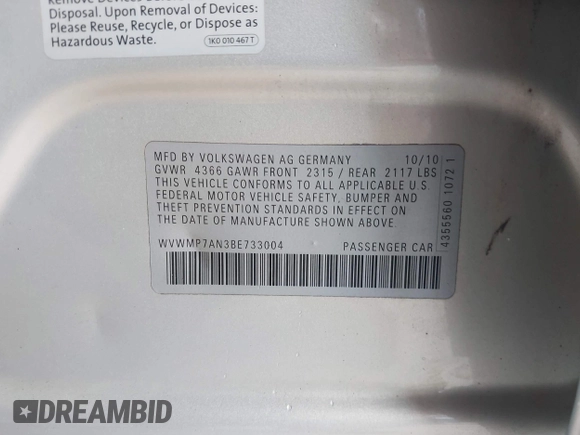 Disposal. Upon Removal of Devices:
Please Reuse, Recycle, or Dispose as
Hazardous Waste.
1K0 010 467 T
MFD BY VOLKSWAGEN AG GERMANY 10/10
GVWR 4366 GAWR FRONT 2315 / REAR 2117 LBS
THIS VEHICLE CONFORMS TO ALL APPLICABLE U.S.
FEDERAL MOTOR VEHICLE SAFETY, BUMPER AND
THEFT PREVENTION STANDARDS IN EFFECT ON
THE DATE OF MANUFACTURE SHOWN ABOVE.
WVWMP7AN3BE733004 PASSENGER CAR
4355560 1072 1
DREAMBID